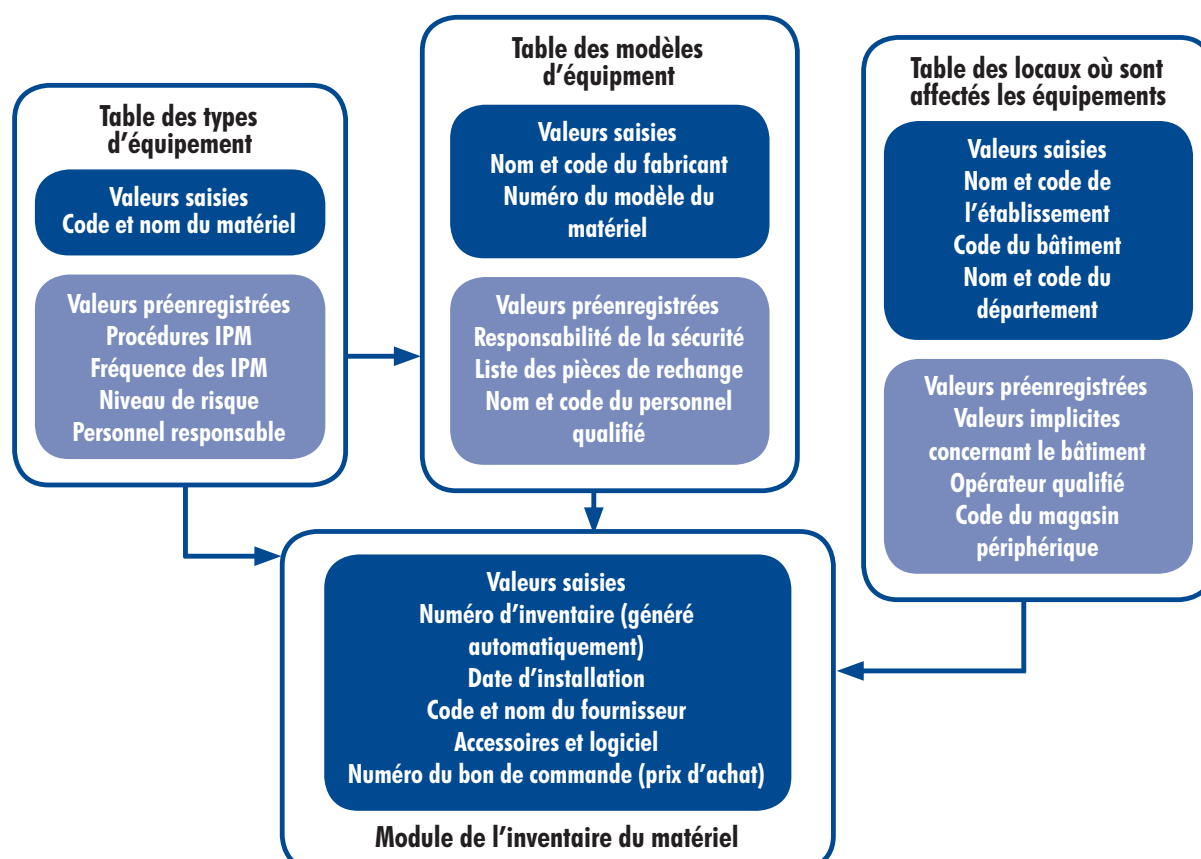 Table des types
d’équipement
Valeurs saisies
Code et nom du matériel
Valeurs préenregistrées
Procédures IPM
Fréquence des IPM
Niveau de risque
Personnel responsable
Table des modèles
d’équipment
Valeurs saisies
Nom et code du fabricant
Numéro du modèle du
matériel
Valeurs préenregistrées
Responsabilité de la sécurité
Liste des pièces de rechange
Nom et code du personnel
qualifié
Table des locaux où sont
affectés les équipements
Valeurs saisies
Nom et code de
l’établissement
Code du bâtiment
Nom et code du
département
Valeurs préenregistrées
Valeurs implicites
concernant le bâtiment
Opérateur qualifié
Code du magasin
périphérique
Valeurs saisies
Numéro d’inventaire (généré
automatiquement)
Date d’installation
Code et nom du fournisseur
Accessoires et logiciel
Numéro du bon de commande (prix d’achat)
Module de l’inventaire du matériel